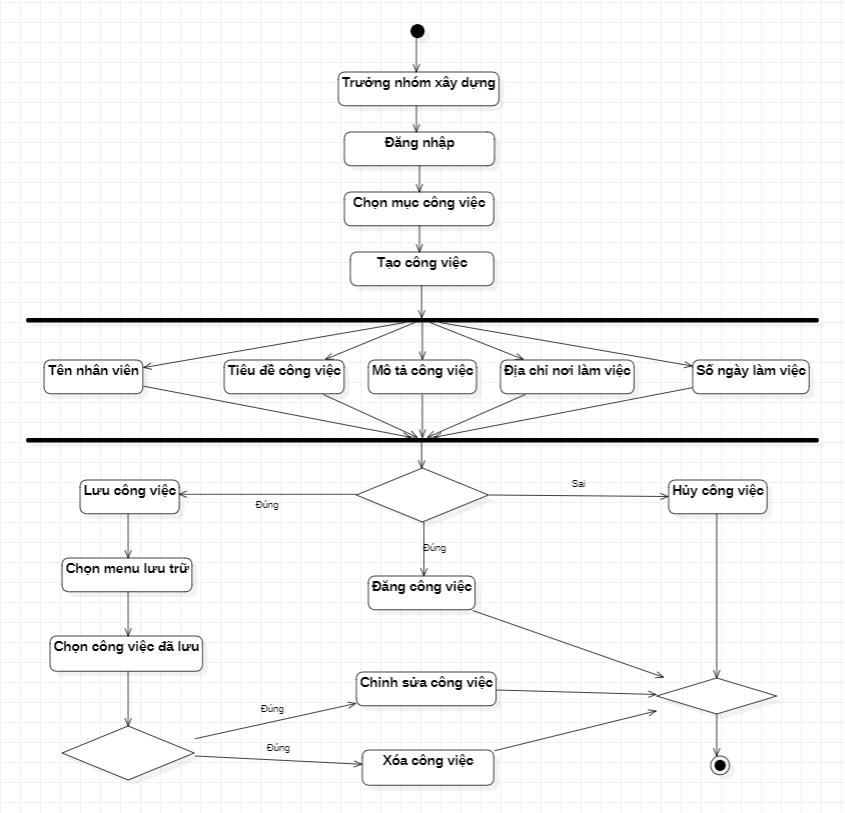 Trưởng nhóm xây dựng
Đăng nhập
Chọn mục công việc
Tạo công việc
Tên nhân viên
Tiêu đề công việc
Mô tả công việc
Địa chỉ nơi làm việc
Số ngày làm việc
Lưu công việc
Đúng
Sai
Hủy công việc
Đúng
Chọn menu lưu trữ
Đăng công việc
Chọn công việc đã lưu
Chỉnh sửa công việc
Đúng
Đúng
Xóa công việc